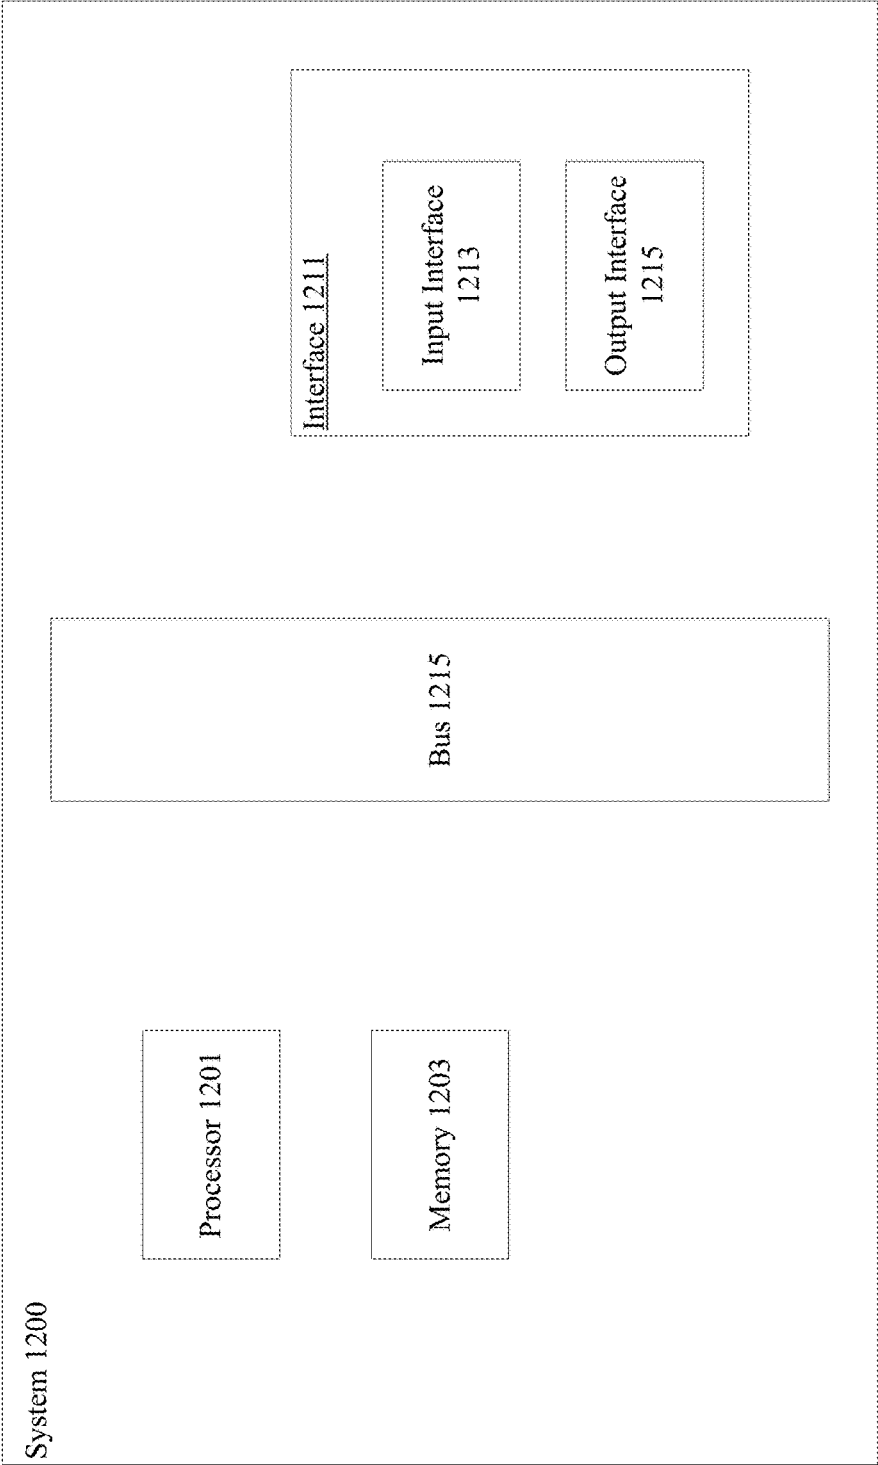 System 1200
Processor 1201
Memory 1203
Bus 1215
Interface 1211
Input Interface
1213
Output Interface
1215